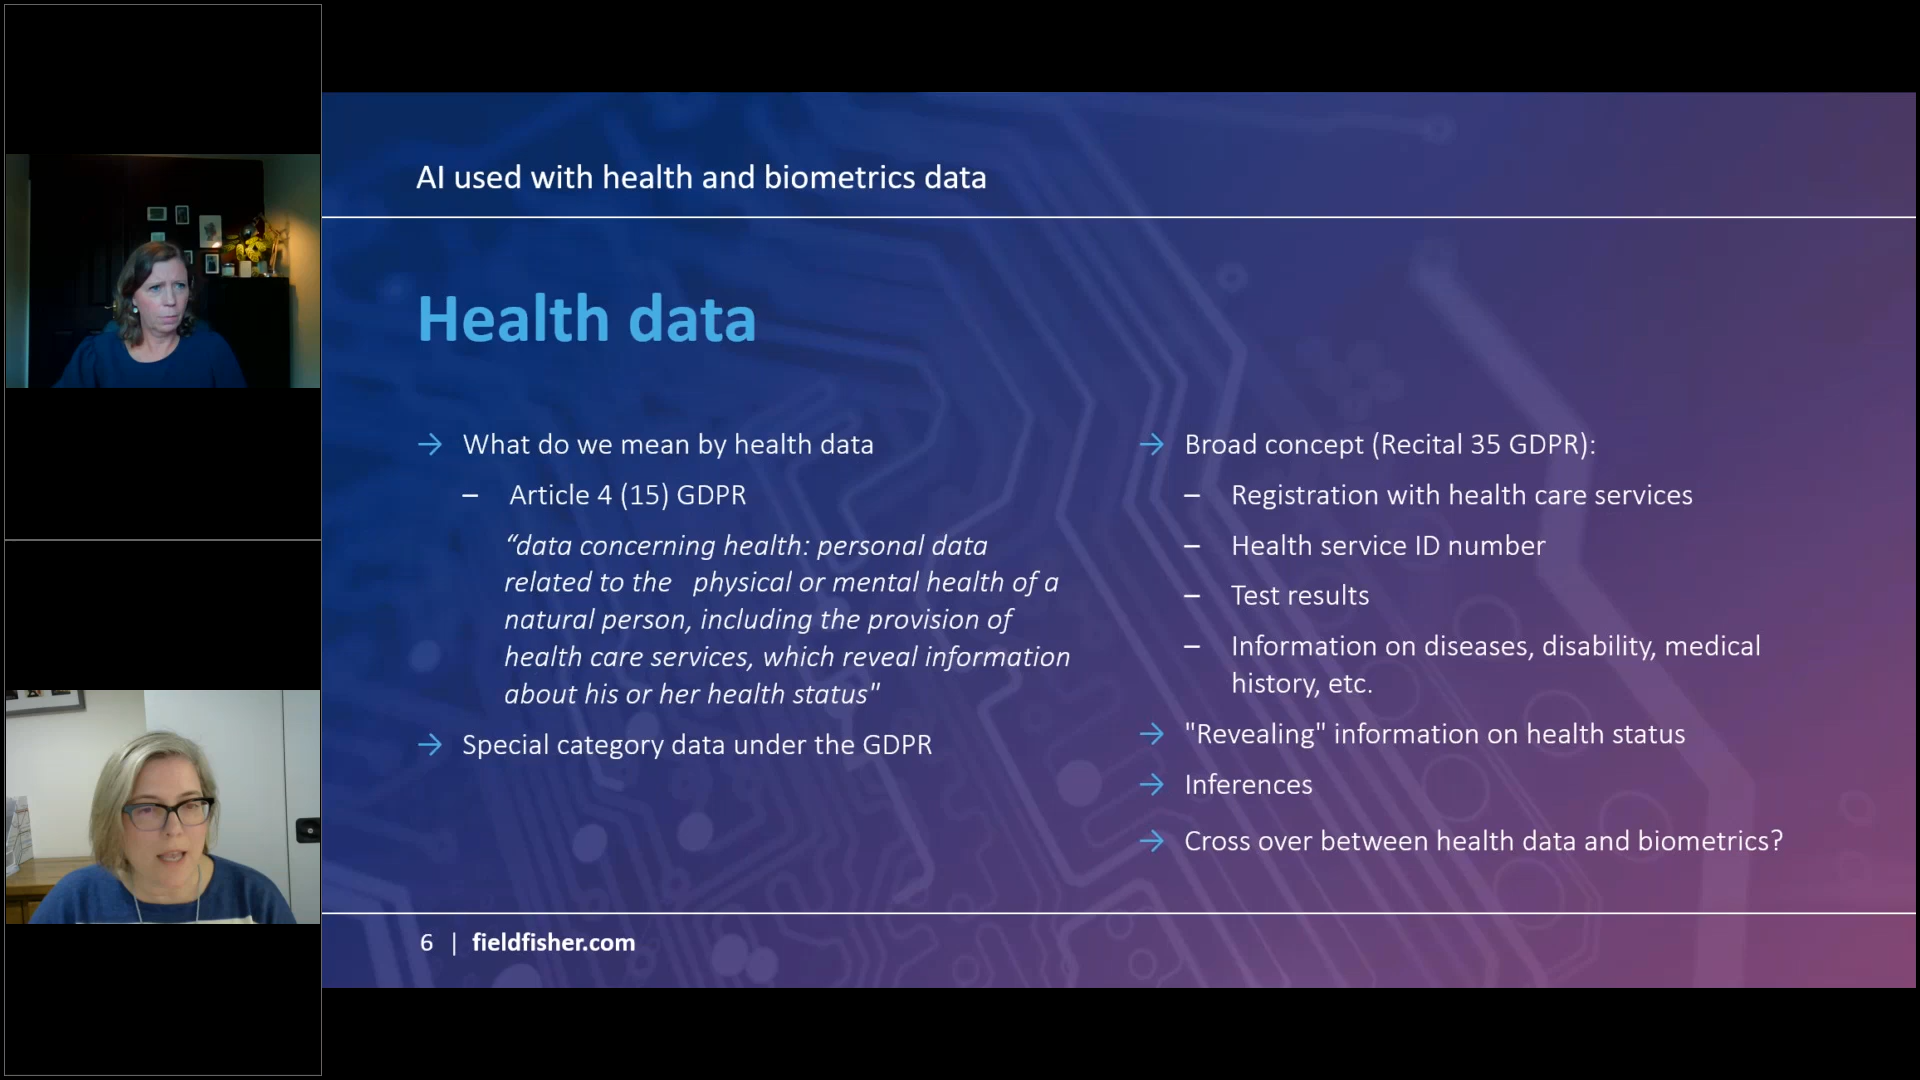 AI used with health and biometrics data
Health data
→ What do we mean by health data
– Article 4 (15) GDPR
“data concerning health: personal data
related to the physical or mental health of a
natural person, including the provision of
health care services, which reveal information
about his or her health status"
→ Special category data under the GDPR
→ Broad concept (Recital 35 GDPR):
– Registration with health care services
– Health service ID number
– Test results
– Information on diseases, disability, medical
history, etc.
→ "Revealing" information on health status
→ Inferences
→ Cross over between health data and biometrics?
6 | fieldfisher.com